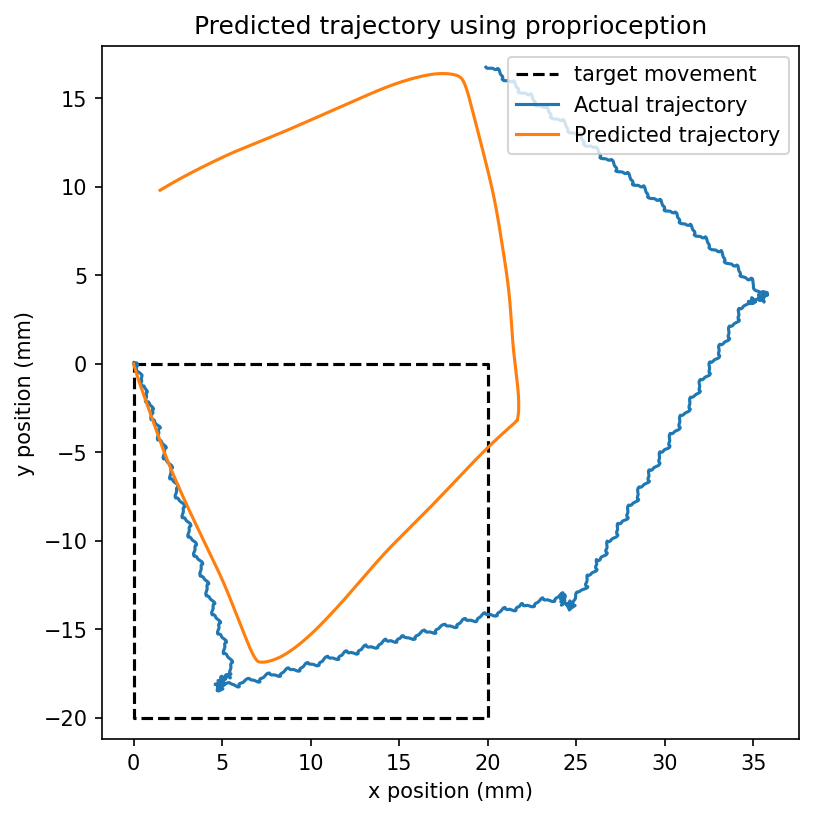 Predicted trajectory using proprioception
target movement
Actual trajectory
Predicted trajectory
15
10
5
0
−5
−10
−15
−20
y position (mm)
0 5 10 15 20 25 30 35
x position (mm)